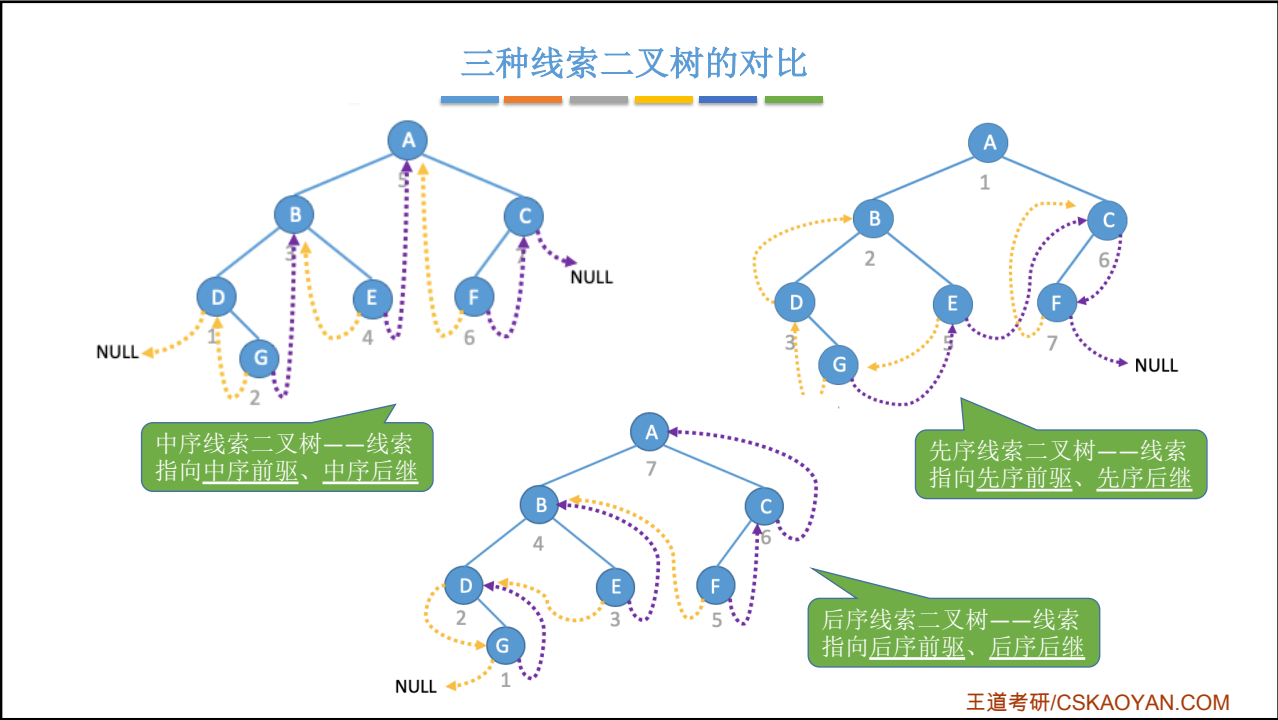 三种线索二叉树的对比
A
5
B
3
C
7
D
1
E
4
F
6
G
2
NULL
NULL
中序线索二叉树——线索
指向中序前驱、中序后继
A
1
B
2
C
6
D
3
E
5
F
7
G
NULL
先序线索二叉树——线索
指向先序前驱、先序后继
A
7
B
4
C
6
D
2
E
3
F
5
G
1
NULL
后序线索二叉树——线索
指向后序前驱、后序后继
王道考研/CSKAOYAN.COM